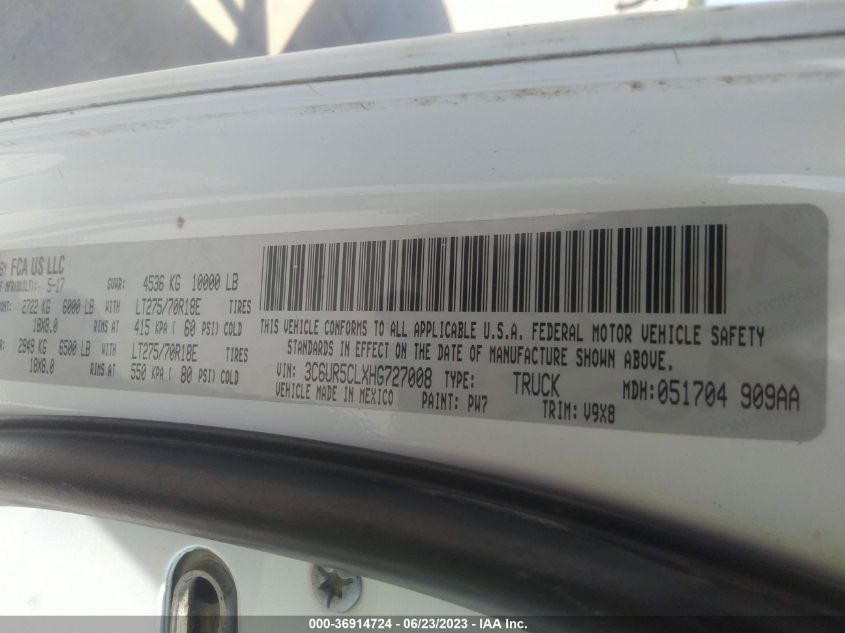 BY FCA US LLC
5-17 GVWR: 4536 KG 10000 LB
2722 KG 6000 LB WITH LT275/70R18E TIRES
18X8.0 RIMS AT 415 KPA ( 60 PSI) COLD
2949 KG 6500 LB WITH LT275/70R18E TIRES
18X8.0 RIMS AT 550 KPA ( 80 PSI) COLD
THIS VEHICLE CONFORMS TO ALL APPLICABLE U.S.A. FEDERAL MOTOR VEHICLE SAFETY
STANDARDS IN EFFECT ON THE DATE OF MANUFACTURE SHOWN ABOVE.
VIN: 3C6UR5CLXHG727008 TYPE: TRUCK MDH: 051704 909AA
VEHICLE MADE IN MEXICO PAINT: PW7 TRIM: V9X8
000-36914724 - 06/23/2023 - IAA Inc.